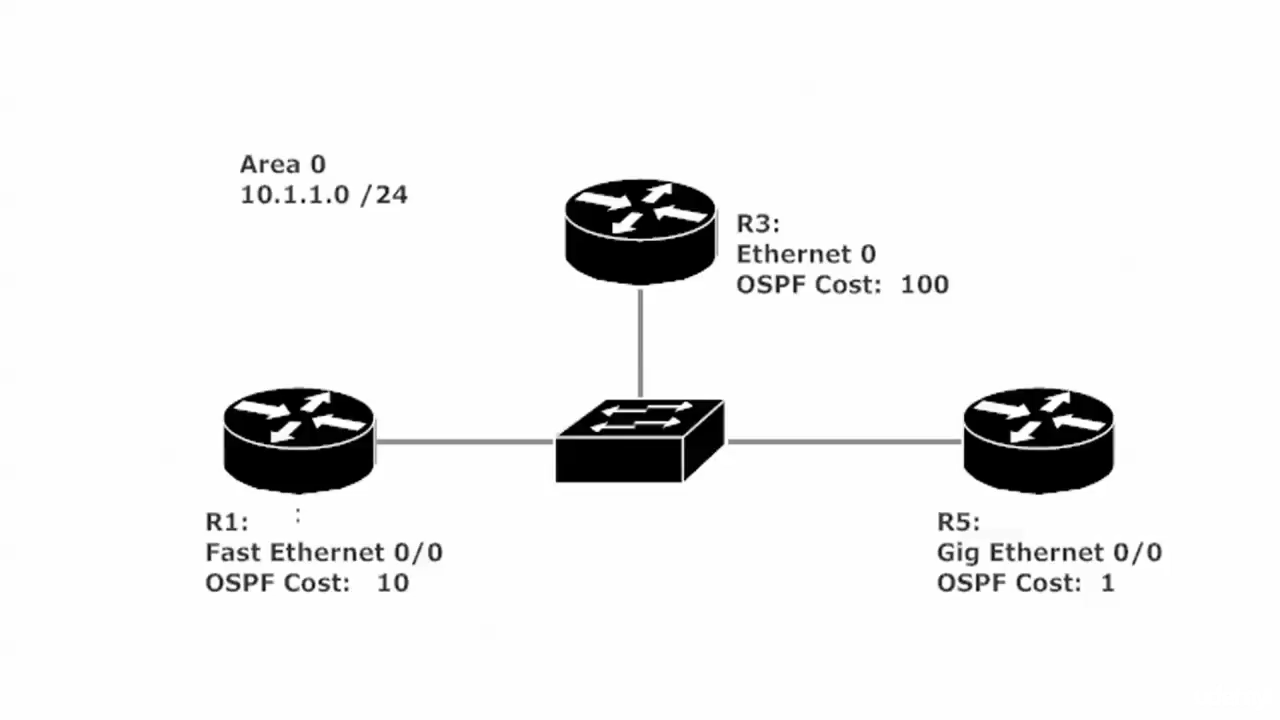 Area 0
10.1.1.0 /24
R3:
Ethernet 0
OSPF Cost: 100
R1:
Fast Ethernet 0/0
OSPF Cost: 10
R5:
Gig Ethernet 0/0
OSPF Cost: 1